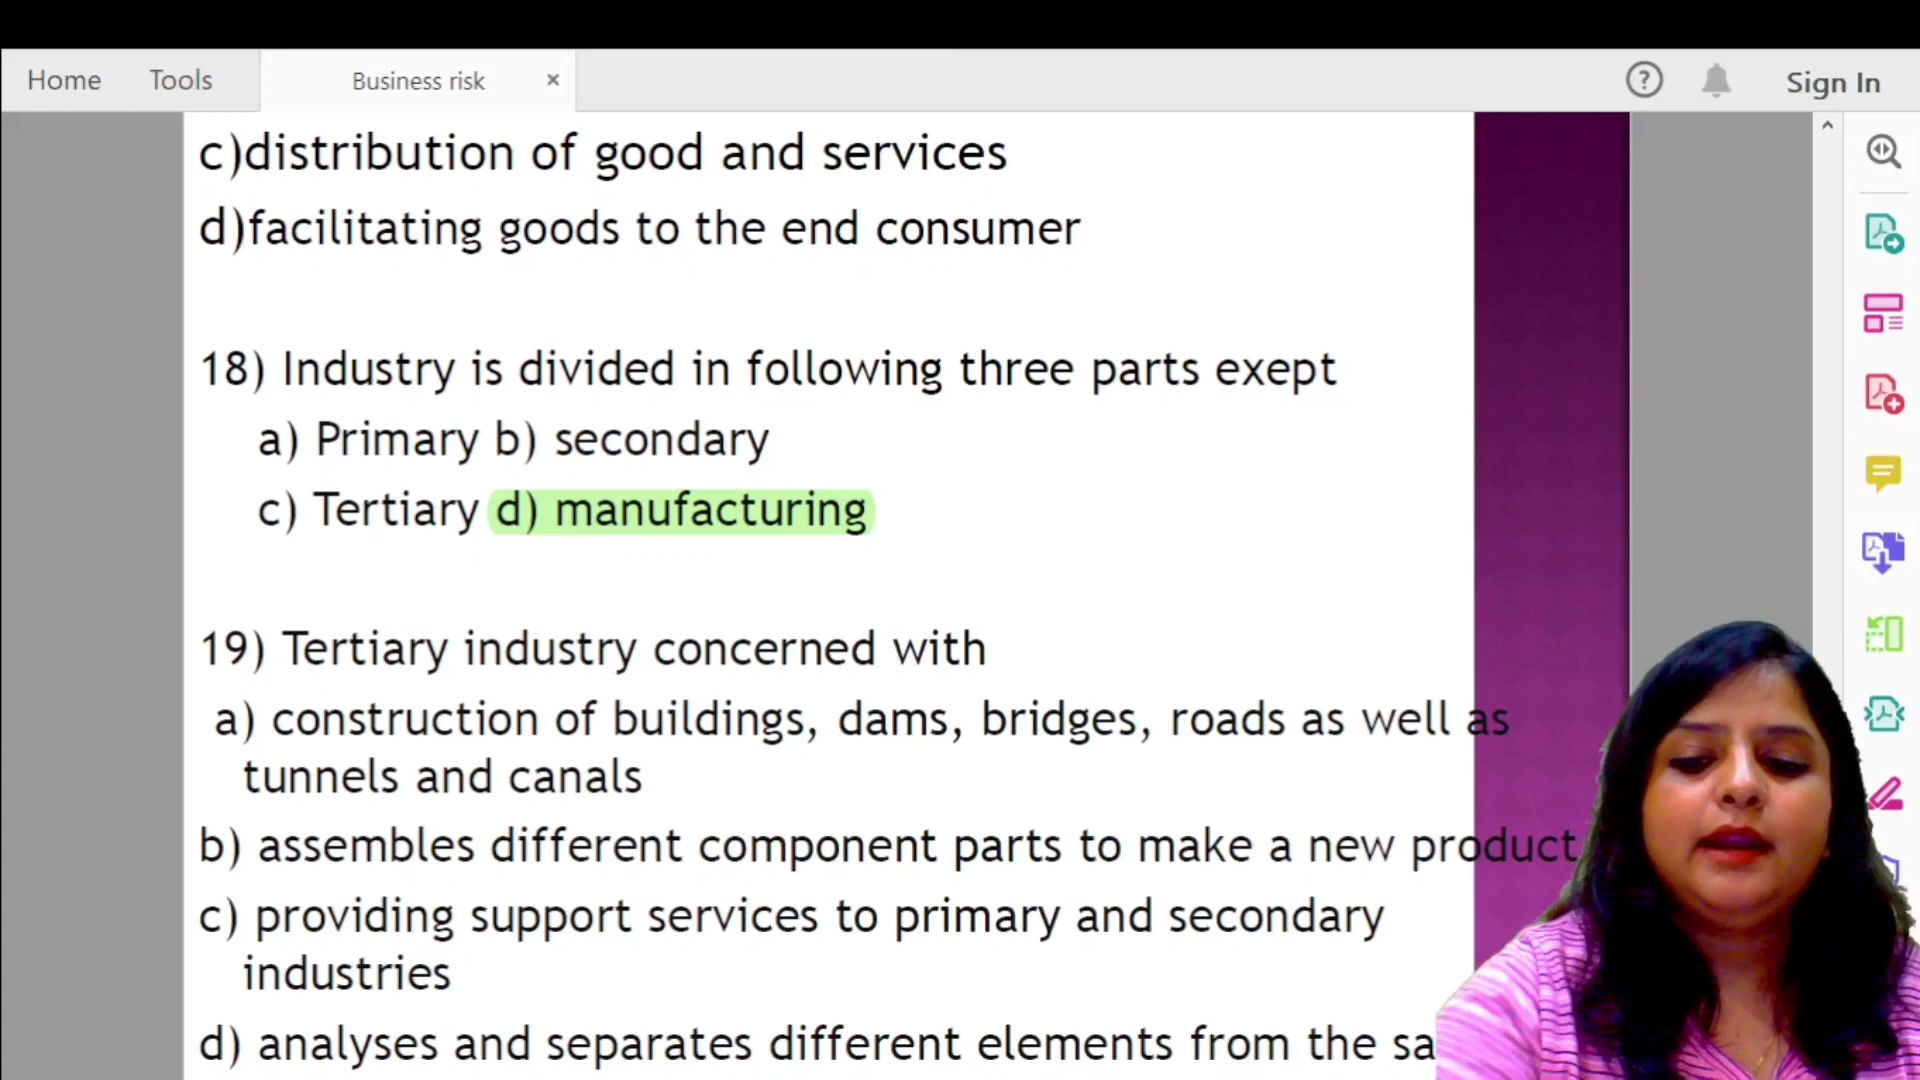 Home Tools Business risk × Sign In
c)distribution of good and services
d)facilitating goods to the end consumer
18) Industry is divided in following three parts exept
a) Primary b) secondary
c) Tertiary d) manufacturing
19) Tertiary industry concerned with
a) construction of buildings, dams, bridges, roads as well as
tunnels and canals
b) assembles different component parts to make a new product
c) providing support services to primary and secondary
industries
d) analyses and separates different elements from the